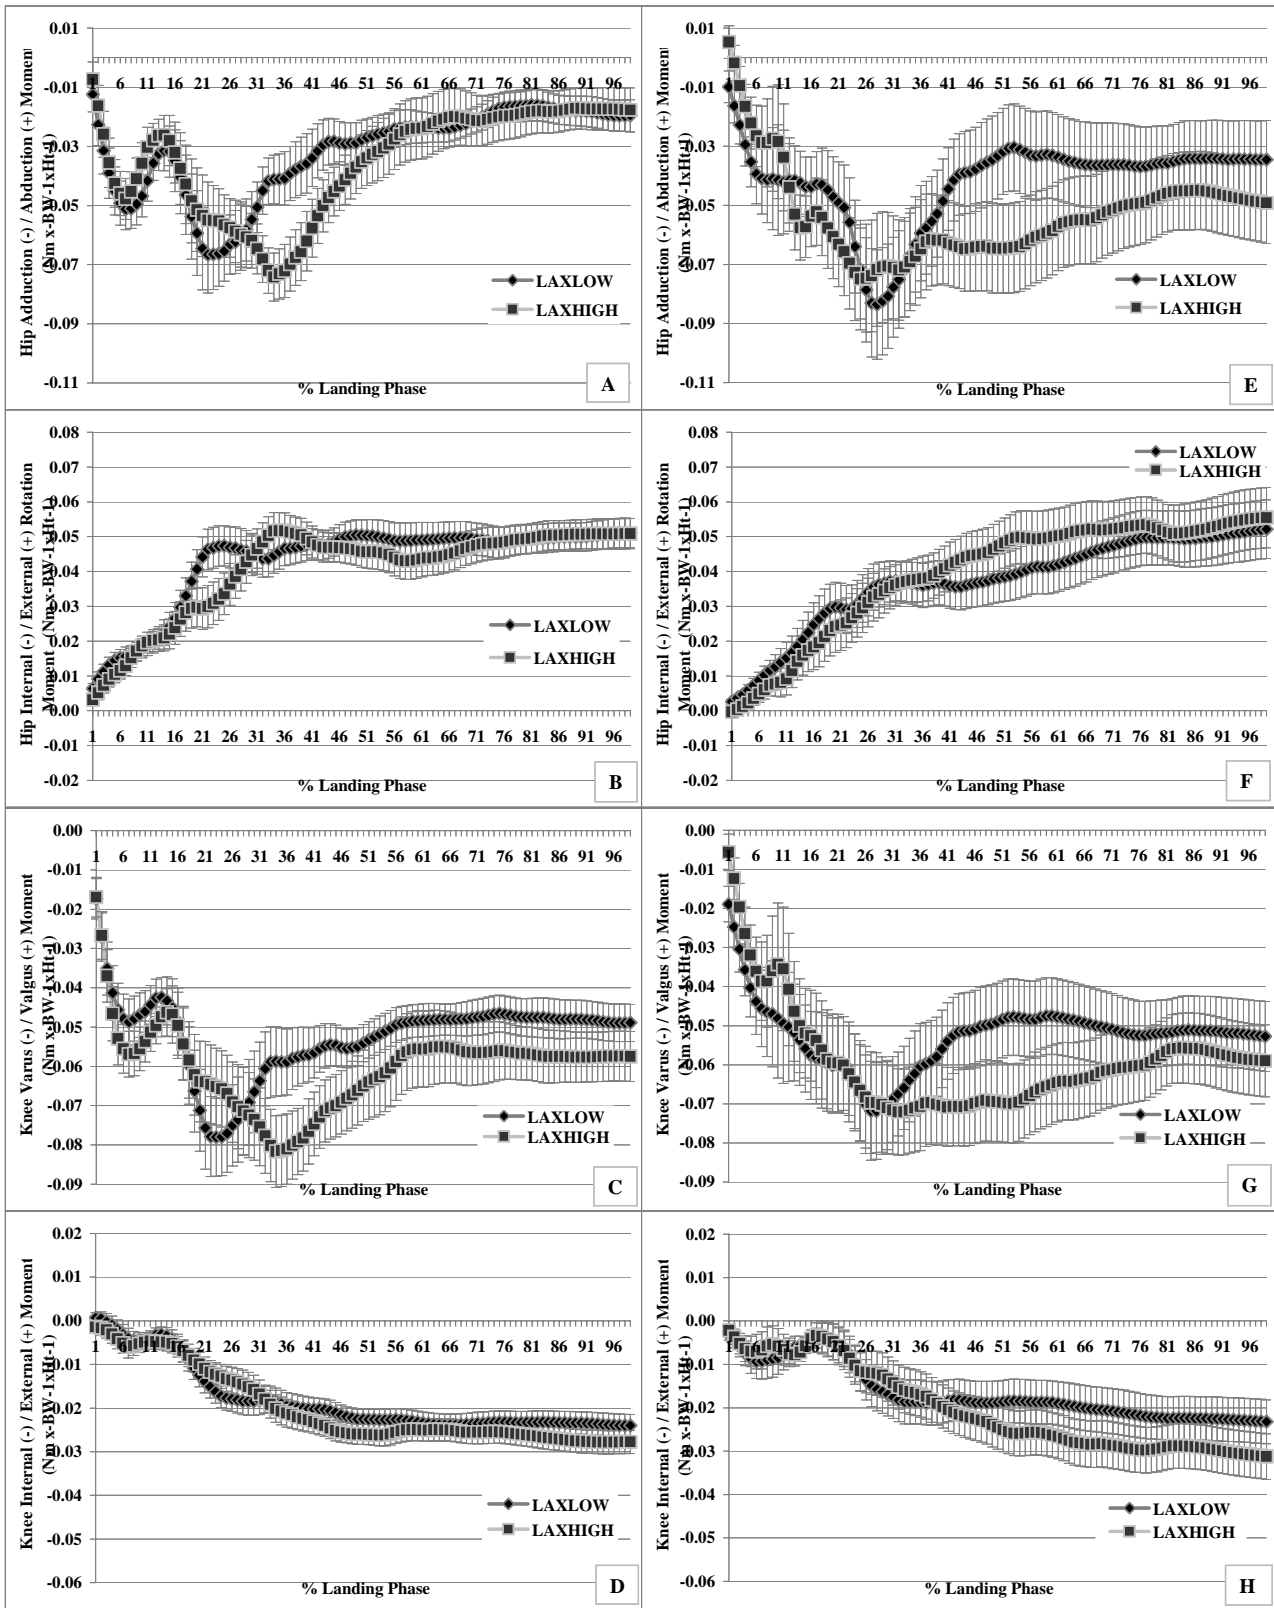 Hip Adduction (-) / Abduction (+) Moment
(Nm x-BW-1xHt-1)
0.01
-0.01
-0.03
-0.05
-0.07
-0.09
-0.11
1 6 11 16 21 26 31 36 41 46 51 56 61 66 71 76 81 86 91 96
LAXLOW
LAXHIGH
% Landing Phase
A
Hip Adduction (-) / Abduction (+) Moment
(Nm x-BW-1xHt-1)
0.01
-0.01
-0.03
-0.05
-0.07
-0.09
-0.11
1 6 11 16 21 26 31 36 41 46 51 56 61 66 71 76 81 86 91 96
LAXLOW
LAXHIGH
% Landing Phase
E
Hip Internal (-) / External (+) Rotation
Moment (Nm x-BW-1xHt-1)
0.08
0.07
0.06
0.05
0.04
0.03
0.02
0.01
0.00
-0.01
-0.02
1 6 11 16 21 26 31 36 41 46 51 56 61 66 71 76 81 86 91 96
LAXLOW
LAXHIGH
% Landing Phase
B
Hip Internal (-) / External (+) Rotation
Moment (Nm x-BW-1xHt-1)
0.08
0.07
0.06
0.05
0.04
0.03
0.02
0.01
0.00
-0.01
-0.02
1 6 11 16 21 26 31 36 41 46 51 56 61 66 71 76 81 86 91 96
LAXLOW
LAXHIGH
% Landing Phase
F
Knee Varus (-) / Valgus (+) Moment
(Nm x-BW-1xHt-1)
0.00
-0.01
-0.02
-0.03
-0.04
-0.05
-0.06
-0.07
-0.08
-0.09
1 6 11 16 21 26 31 36 41 46 51 56 61 66 71 76 81 86 91 96
LAXLOW
LAXHIGH
% Landing Phase
C
Knee Varus (-) / Valgus (+) Moment
(Nm x-BW-1xHt-1)
0.00
-0.01
-0.02
-0.03
-0.04
-0.05
-0.06
-0.07
-0.08
-0.09
1 6 11 16 21 26 31 36 41 46 51 56 61 66 71 76 81 86 91 96
LAXLOW
LAXHIGH
% Landing Phase
G
Knee Internal (-) / External (+) Moment
(Nm x-BW-1xHt-1)
0.02
0.01
0.00
-0.01
-0.02
-0.03
-0.04
-0.05
-0.06
1 6 11 16 21 26 31 36 41 46 51 56 61 66 71 76 81 86 91 96
LAXLOW
LAXHIGH
% Landing Phase
D
Knee Internal (-) / External (+) Moment
(Nm x-BW-1xHt-1)
0.02
0.01
0.00
-0.01
-0.02
-0.03
-0.04
-0.05
-0.06
1 6 11 16 21 26 31 36 41 46 51 56 61 66 71 76 81 86 91 96
LAXLOW
LAXHIGH
% Landing Phase
H